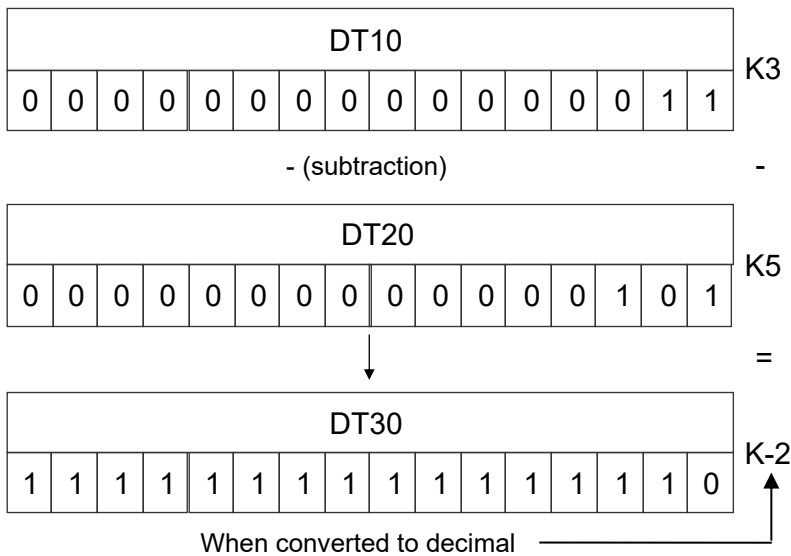 DT10
K3
0 0 0 0 0 0 0 0 0 0 0 0 0 0 1 1
- (subtraction) -
DT20
K5
0 0 0 0 0 0 0 0 0 0 0 0 0 1 0 1
=
DT30
K-2
1 1 1 1 1 1 1 1 1 1 1 1 1 1 1 0
When converted to decimal